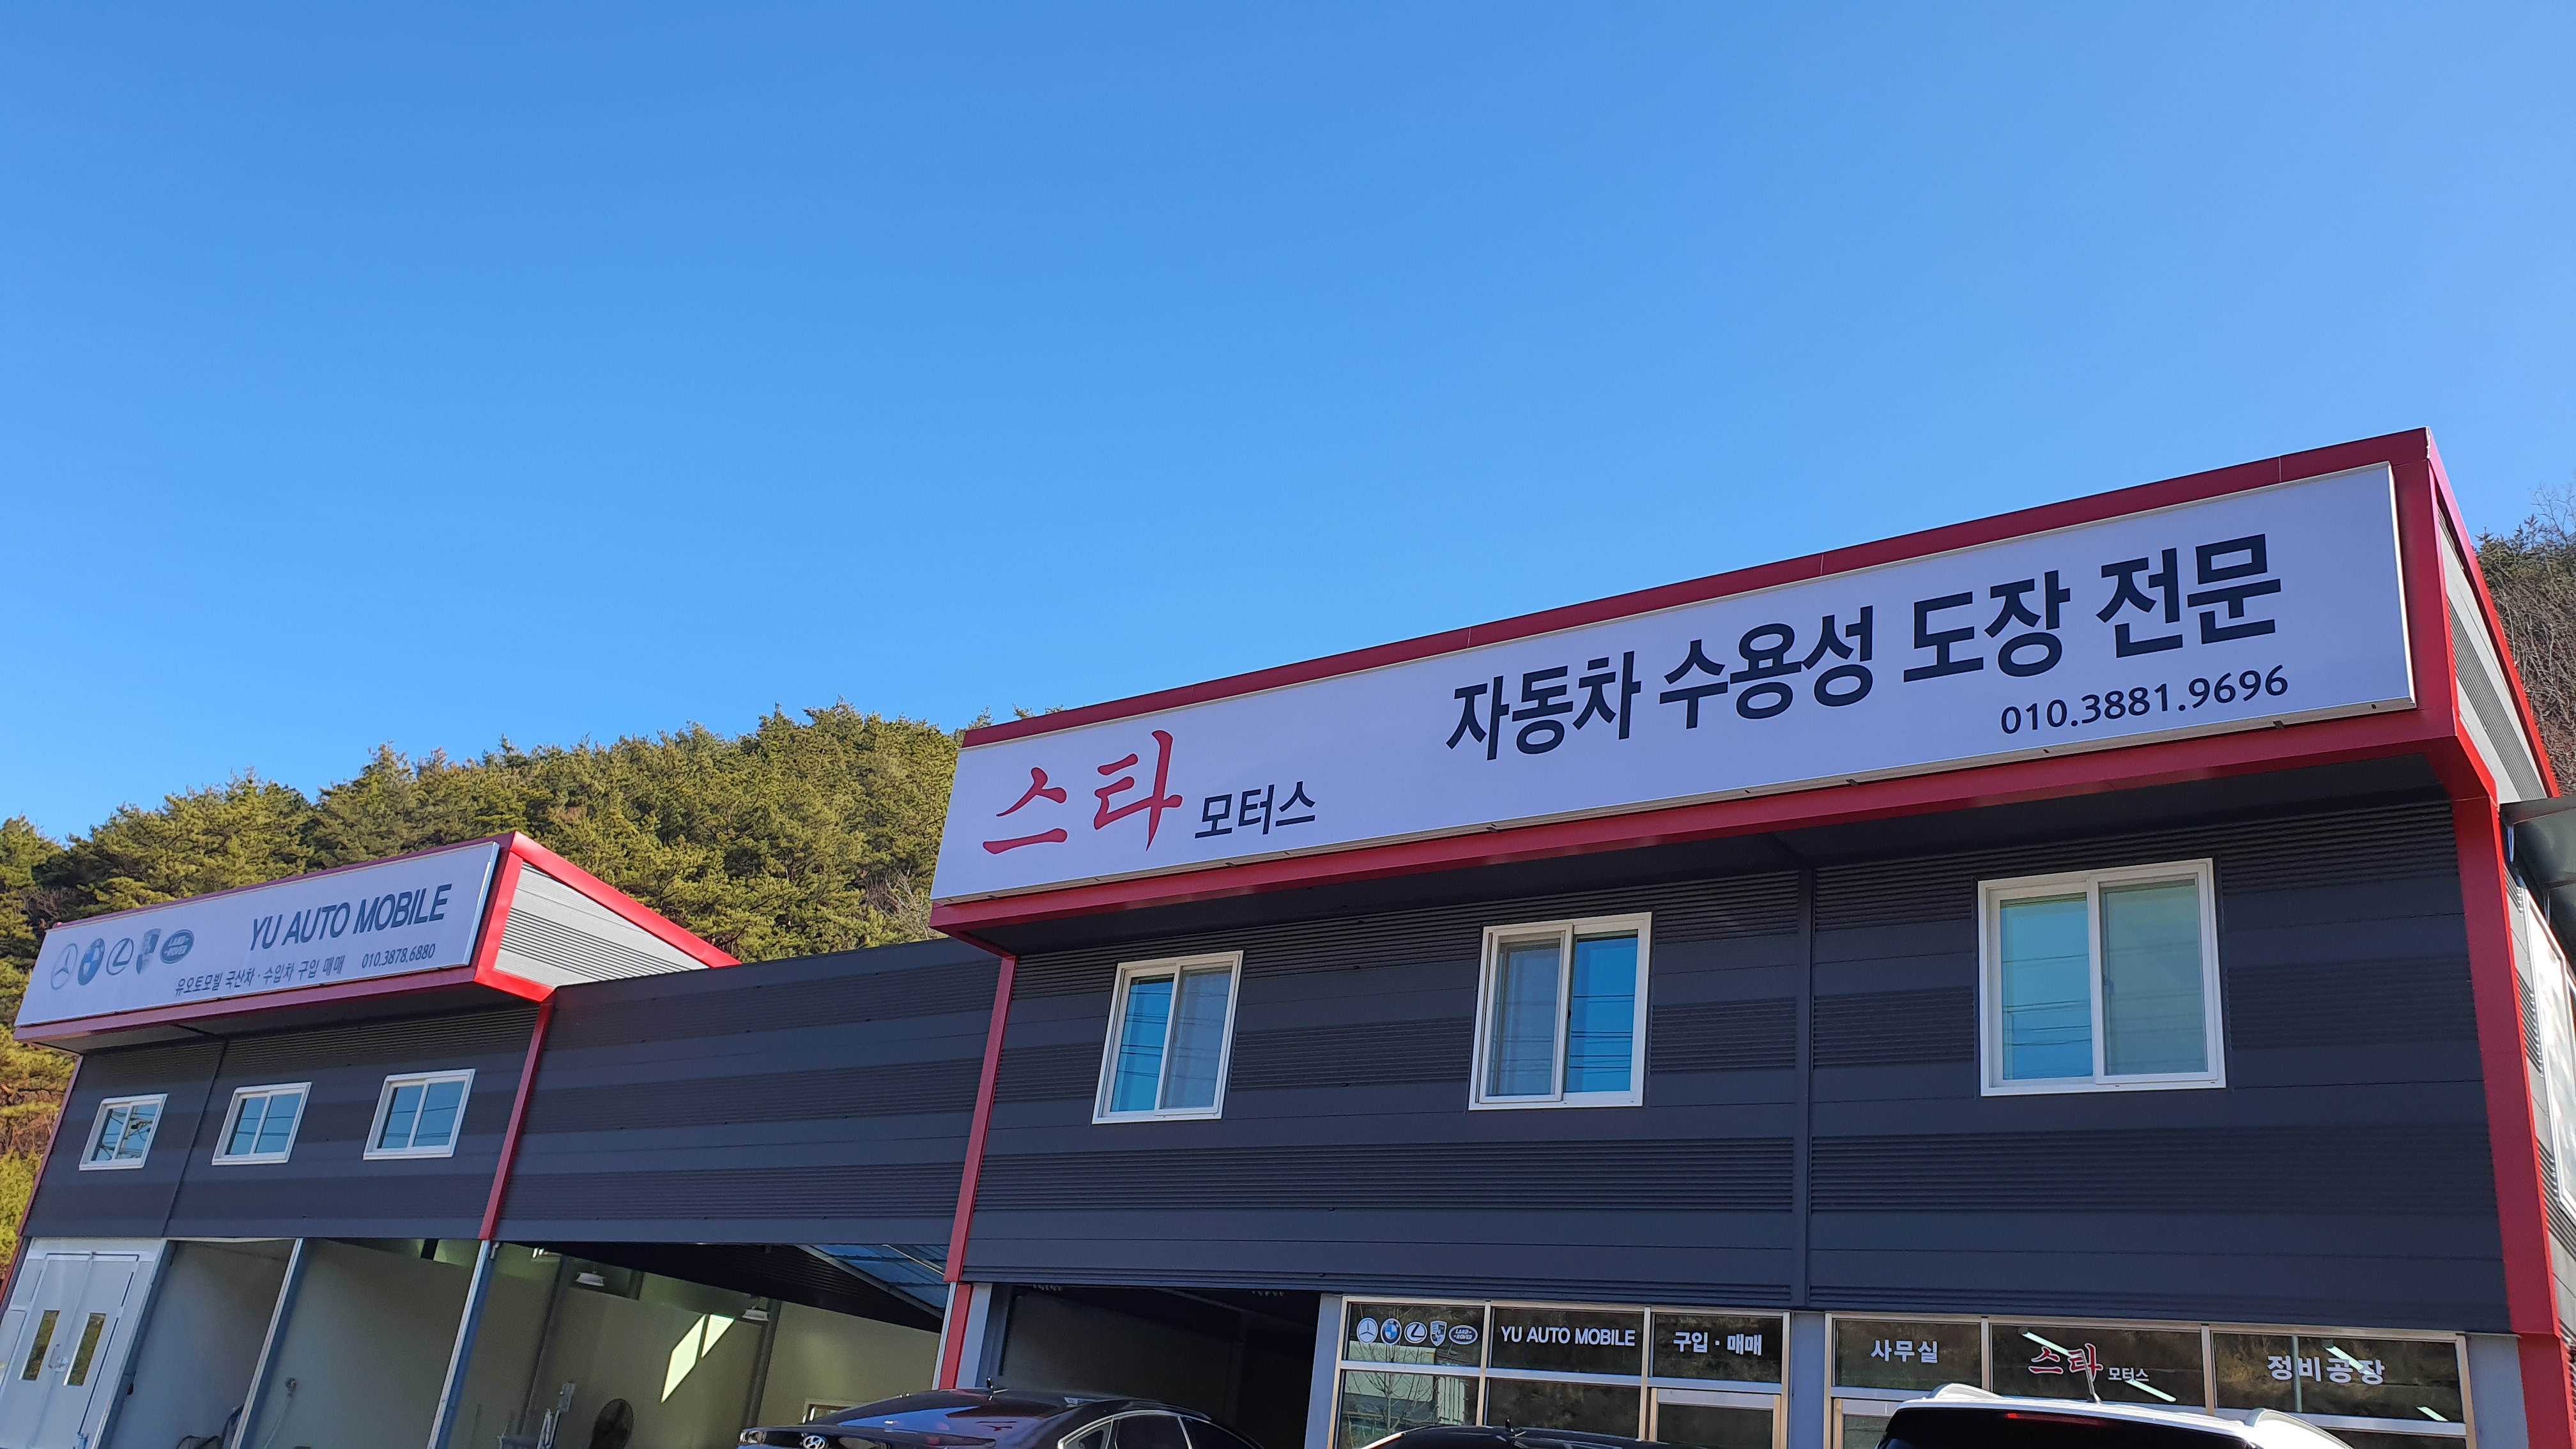 스타 모터스
자동차 수용성 도장 전문
010.3881.9696
YU AUTO MOBILE
유오토모빌 국산차 · 수입차 구입 매매 010.3878.6880
LAND ROVER
YU AUTO MOBILE
구입 · 매매
사무실
스타 모터스
정비공장